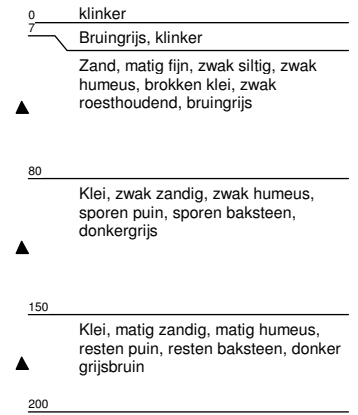 0 klinker
7 Bruingrijs, klinker
Zand, matig fijn, zwak siltig, zwak
humeus, brokken klei, zwak
roesthoudend, bruingrijs
80
Klei, zwak zandig, zwak humeus,
sporen puin, sporen baksteen,
donkergrijs
150
Klei, matig zandig, matig humeus,
resten puin, resten baksteen, donker
grijsbruin
200